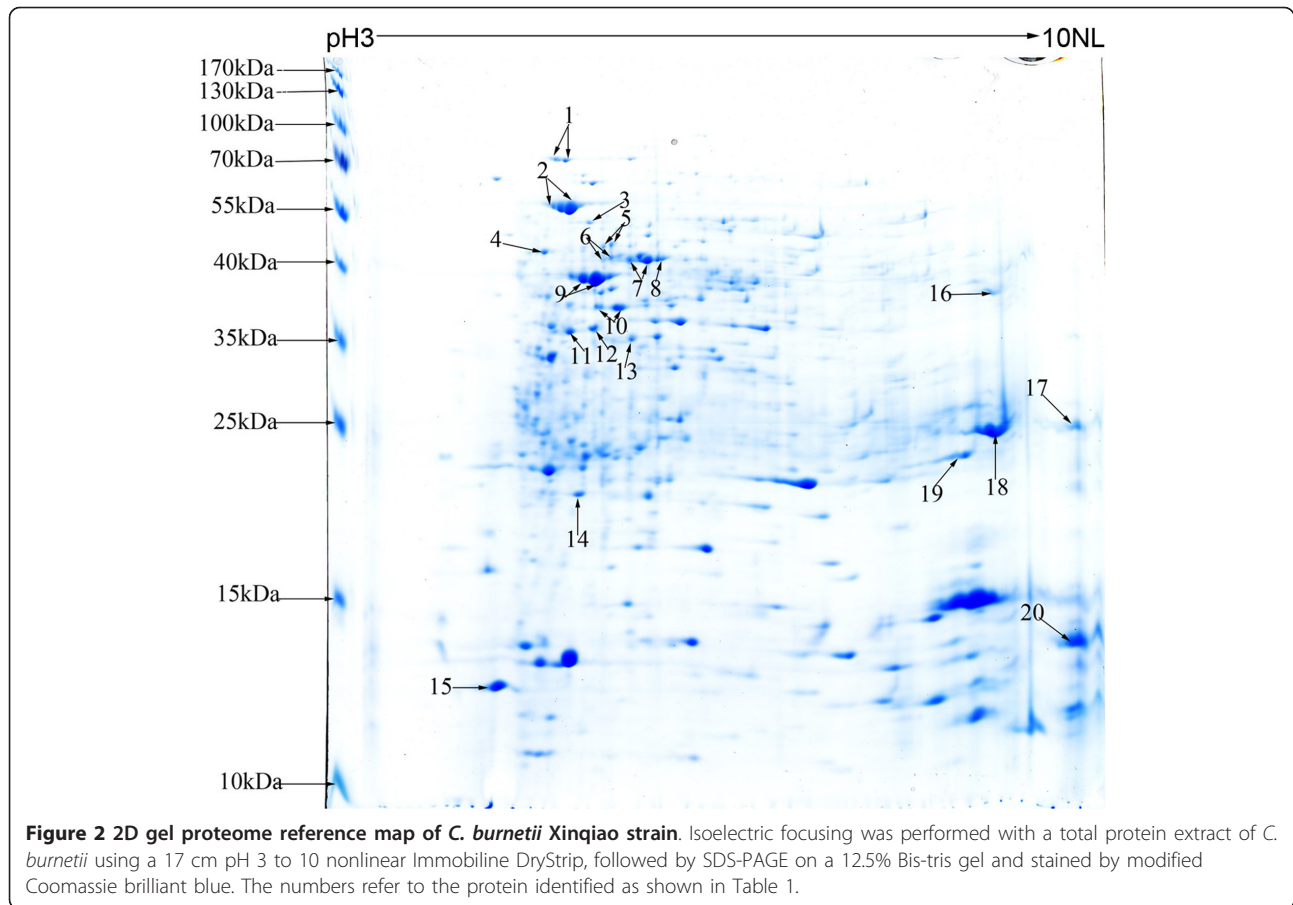 pH3 10NL
170kDa
130kDa
100kDa
1
70kDa
2
55kDa
3
5
6
4
40kDa
7 8
9
16
10
35kDa
11 12
13
17
25kDa
19 18
14
15kDa
20
15
10kDa
Figure 2 2D gel proteome reference map of C. burnetii Xinqiao strain. Isoelectric focusing was performed with a total protein extract of C.
burnetii using a 17 cm pH 3 to 10 nonlinear Immobiline DryStrip, followed by SDS-PAGE on a 12.5% Bis-tris gel and stained by modified
Coomassie brilliant blue. The numbers refer to the protein identified as shown in Table 1.